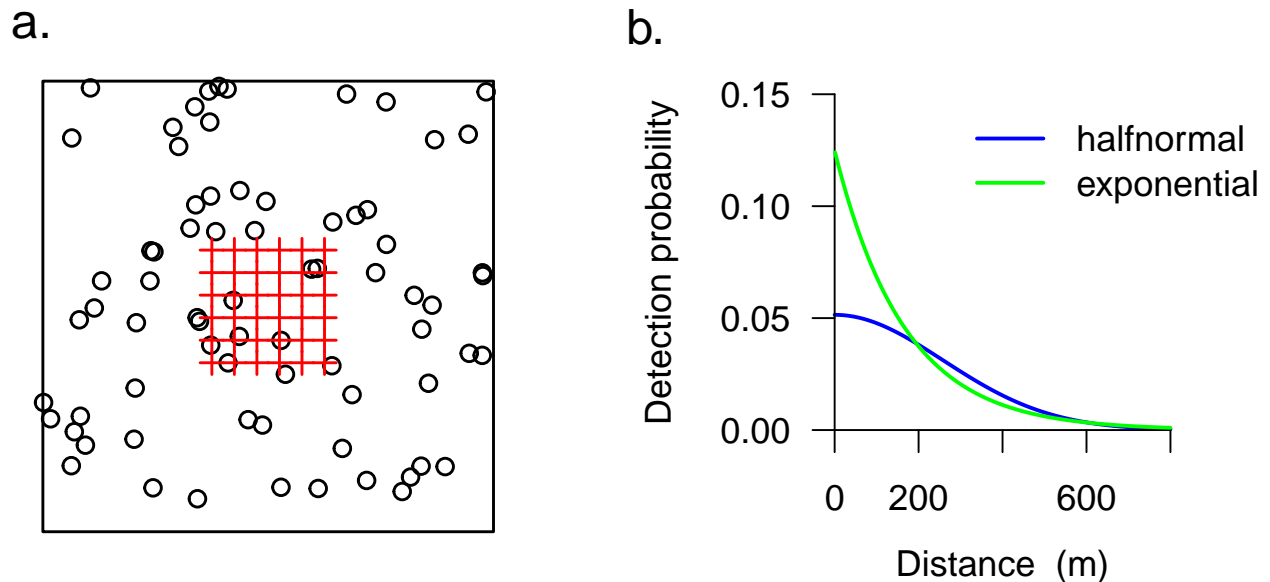 a.
b.
0.15
0.10
0.05
0.00
Detection probability
halfnormal
exponential
0 200 600
Distance (m)